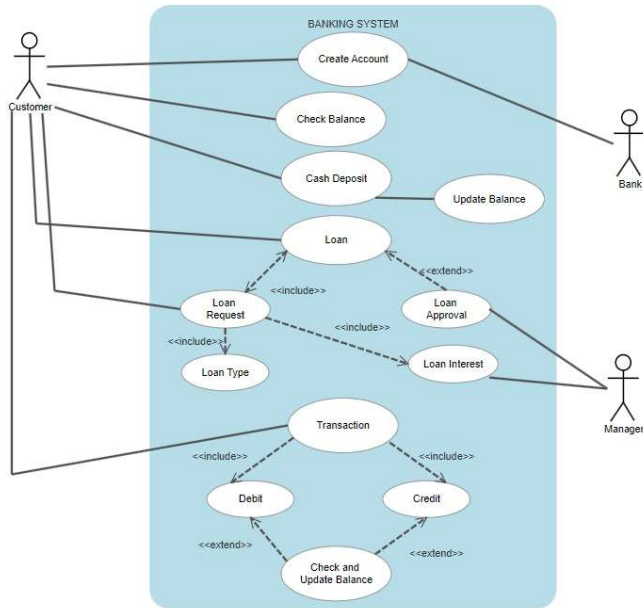 BANKING SYSTEM
Create Account
Customer
Check Balance
Bank
Cash Deposit
Update Balance
Loan
<<extend>>
<<include>>
Loan
Request
Loan
Approval
<<include>>
<<include>>
Loan Type
Loan Interest
Manager
Transaction
<<include>>
<<include>>
Debit
Credit
<<extend>>
<<extend>>
Check and
Update Balance